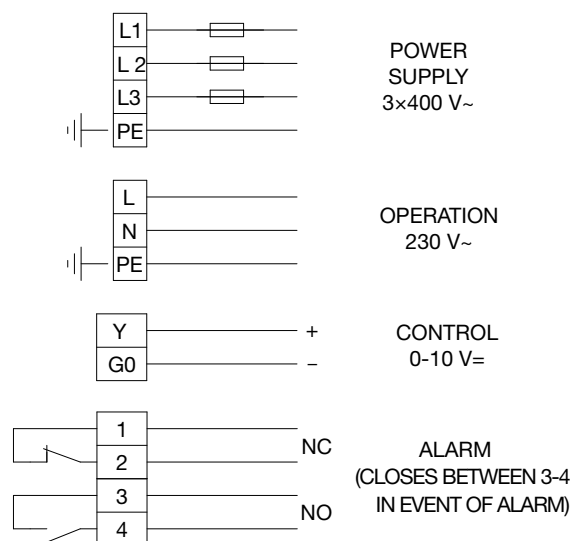 L1
L 2
L3
PE
POWER
SUPPLY
3×400 V~
L
N
PE
OPERATION
230 V~
Y
G0
+
–
CONTROL
0-10 V=
1
2
3
4
NC
NO
ALARM
(CLOSES BETWEEN 3-4
IN EVENT OF ALARM)